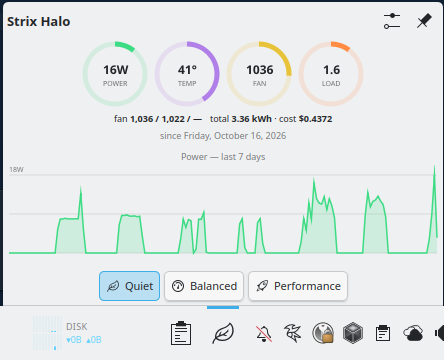 Strix Halo
16W 41° 1036 1.6
POWER TEMP FAN LOAD
fan 1,036 / 1,022 / — total 3.36 kWh · cost $0.4372
since Friday, October 16, 2026
Power — last 7 days
18W
Quiet Balanced Performance
DISK
▾0B ▴0B